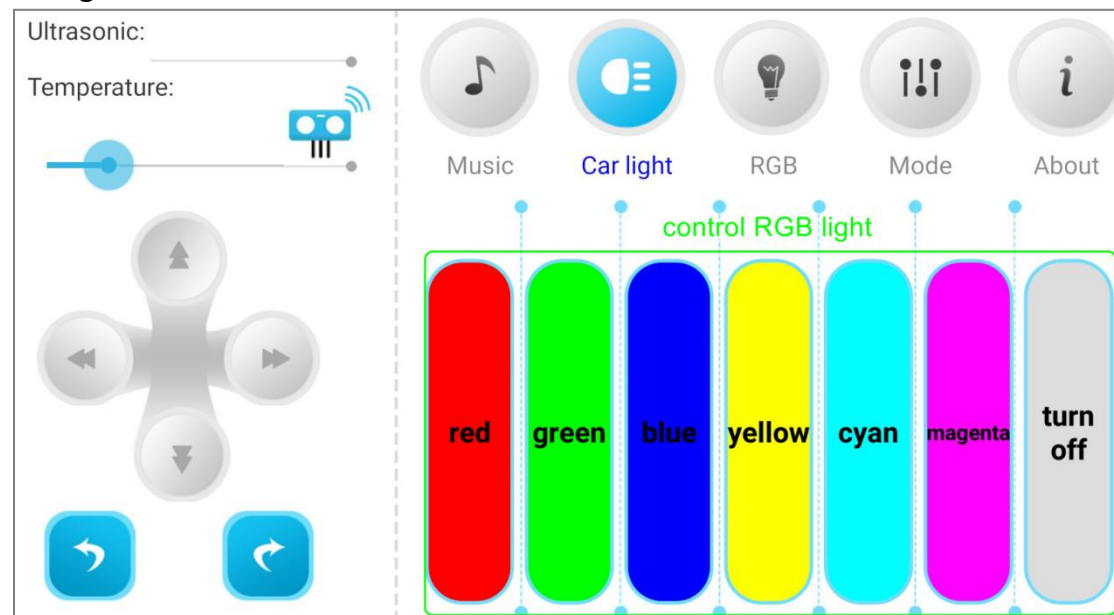 Ultrasonic:
Temperature:
Music
Car light
RGB
Mode
About
control RGB light
red
green
blue
yellow
cyan
magenta
turn
off